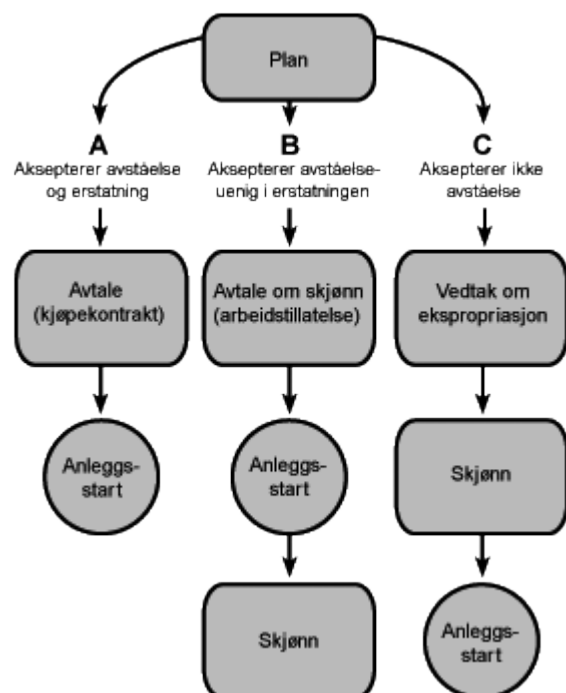 Plan
A
Aksepterer avståelse
og erstatning
B
Aksepterer avståelse-
uenig i erstatningen
C
Aksepterer ikke
avståelse
Avtale
(kjøpekontrakt)
Avtale om skjønn
(arbeidstillatelse)
Vedtak om
ekspropriasjon
Anleggs-
start
Anleggs-
start
Skjønn
Skjønn
Anleggs-
start